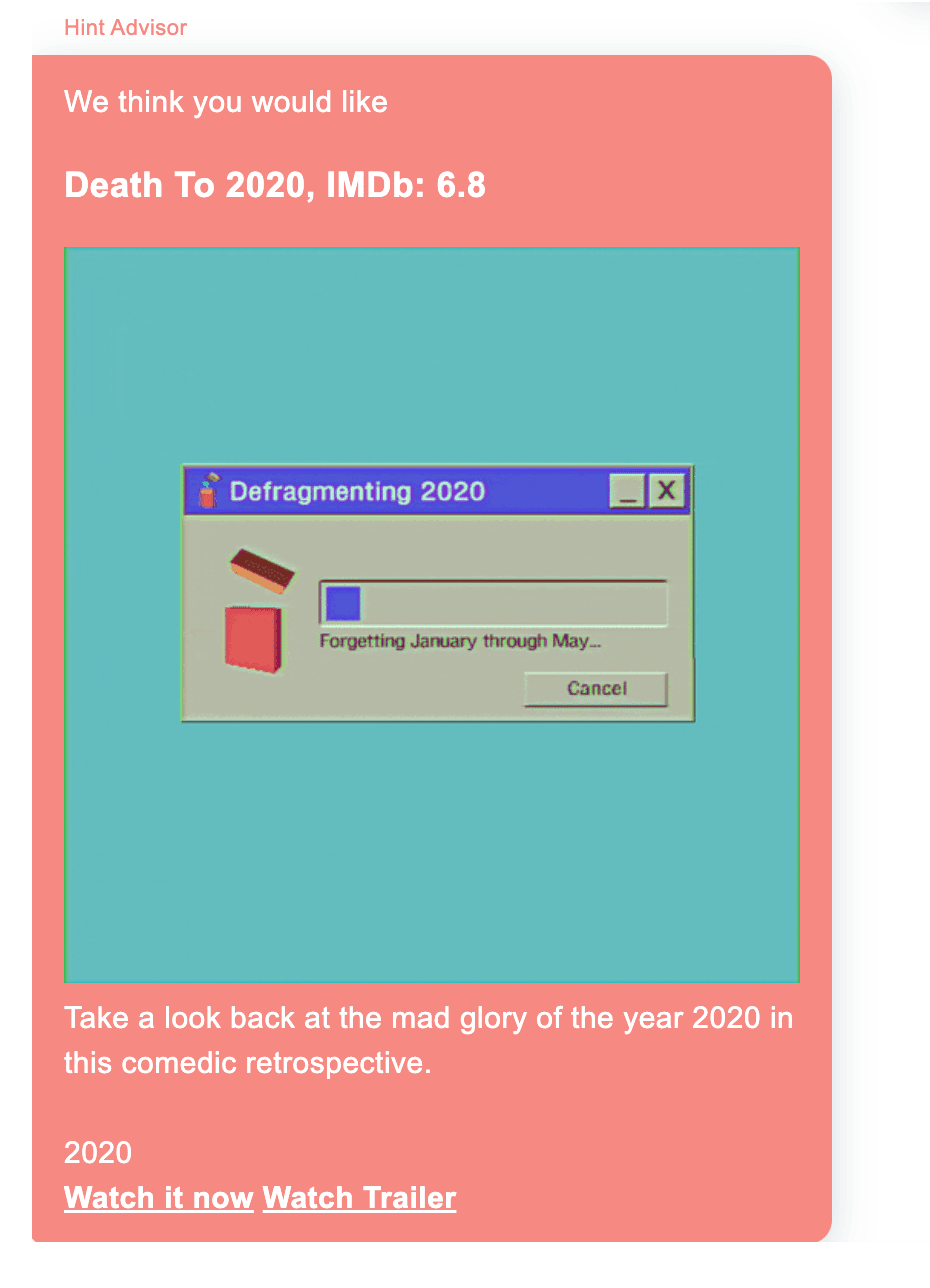 Hint Advisor
We think you would like
Death To 2020, IMDb: 6.8
Defragmenting 2020
_ X
Forgetting January through May...
Cancel
Take a look back at the mad glory of the year 2020 in
this comedic retrospective.
2020
Watch it now Watch Trailer